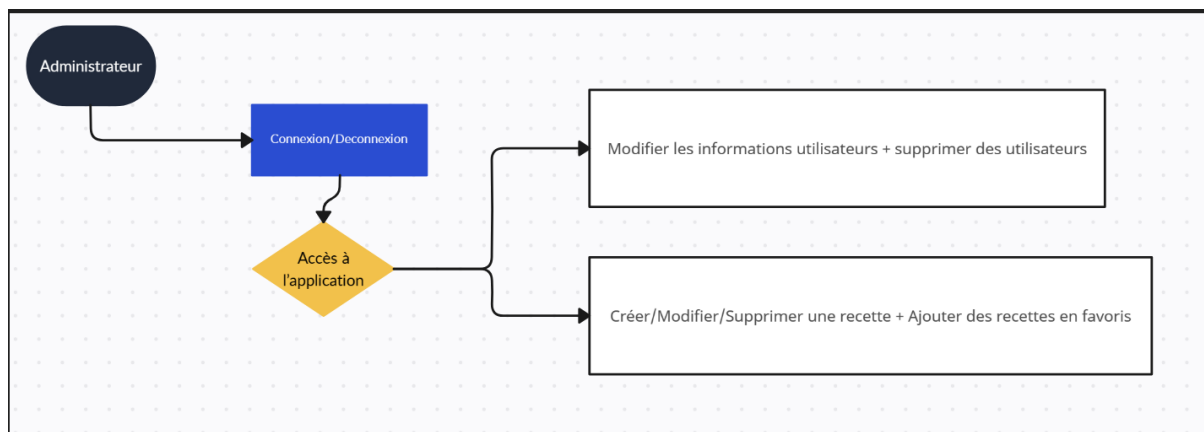 Administrateur
Connexion/Deconnexion
Modifier les informations utilisateurs + supprimer des utilisateurs
Accès à
l'application
Créer/Modifier/Supprimer une recette + Ajouter des recettes en favoris